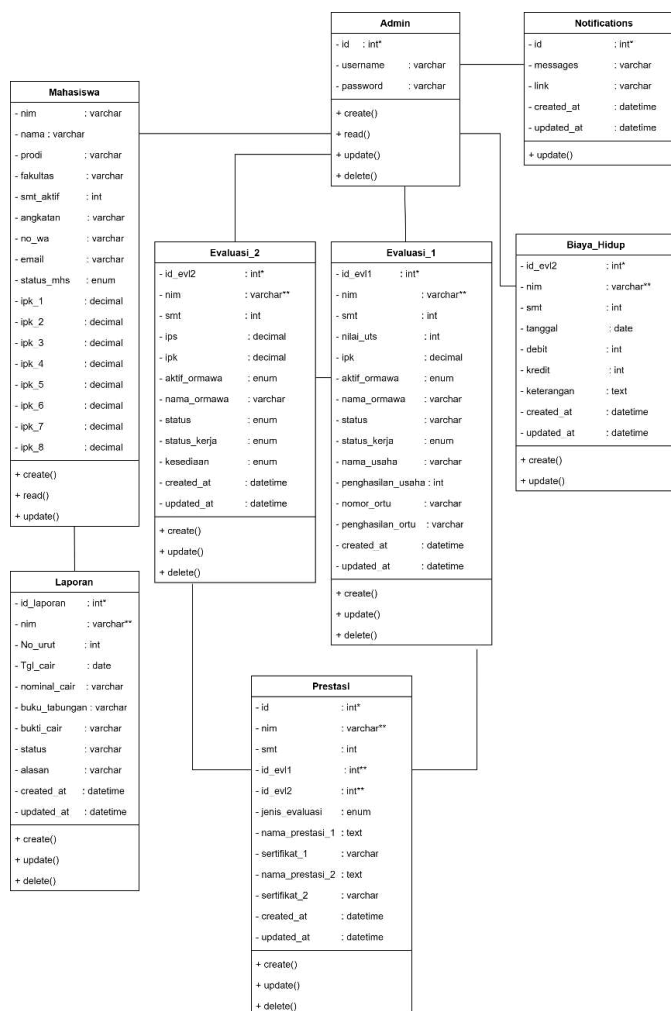 Admin
- id : int*
- username : varchar
- password : varchar
+ create()
+ read()
+ update()
+ delete()
Notifications
- id : int*
- messages : varchar
- link : varchar
- created_at : datetime
- updated_at : datetime
+ update()
Mahasiswa
- nim : varchar
- nama : varchar
- prodi : varchar
- fakultas : varchar
- smt_aktif : int
- angkatan : varchar
- no_wa : varchar
- email : varchar
- status_mhs : enum
- ipk_1 : decimal
- ipk_2 : decimal
- ipk_3 : decimal
- ipk_4 : decimal
- ipk_5 : decimal
- ipk_6 : decimal
- ipk_7 : decimal
- ipk_8 : decimal
+ create()
+ read()
+ update()
Evaluasi_2
- id_evl2 : int*
- nim : varchar**
- smt : int
- ips : decimal
- ipk : decimal
- aktif_ormawa : enum
- nama_ormawa : varchar
- status : enum
- status_kerja : enum
- kesediaan : enum
- created_at : datetime
- updated_at : datetime
+ create()
+ update()
+ delete()
Evaluasi_1
- id_evl1 : int*
- nim : varchar**
- smt : int
- nilai_uts : int
- ipk : decimal
- aktif_ormawa : enum
- nama_ormawa : varchar
- status : varchar
- status_kerja : enum
- nama_usaha : varchar
- penghasilan_usaha : int
- nomor_ortu : varchar
- penghasilan_ortu : varchar
- created_at : datetime
- updated_at : datetime
+ create()
+ update()
+ delete()
Biaya_Hidup
- id_evl2 : int*
- nim : varchar**
- smt : int
- tanggal : date
- debit : int
- kredit : int
- keterangan : text
- created_at : datetime
- updated_at : datetime
+ create()
+ update()
Laporan
- id_laporan : int*
- nim : varchar**
- No_urut : int
- Tgl_cair : date
- nominal_cair : varchar
- buku_tabungan : varchar
- bukti_cair : varchar
- status : varchar
- alasan : varchar
- created_at : datetime
- updated_at : datetime
+ create()
+ update()
+ delete()
Prestasi
- id : int*
- nim : varchar**
- smt : int
- id_evl1 : int**
- id_evl2 : int**
- jenis_evaluasi : enum
- nama_prestasi_1 : text
- sertifikat_1 : varchar
- nama_prestasi_2 : text
- sertifikat_2 : varchar
- created_at : datetime
- updated_at : datetime
+ create()
+ update()
+ delete()